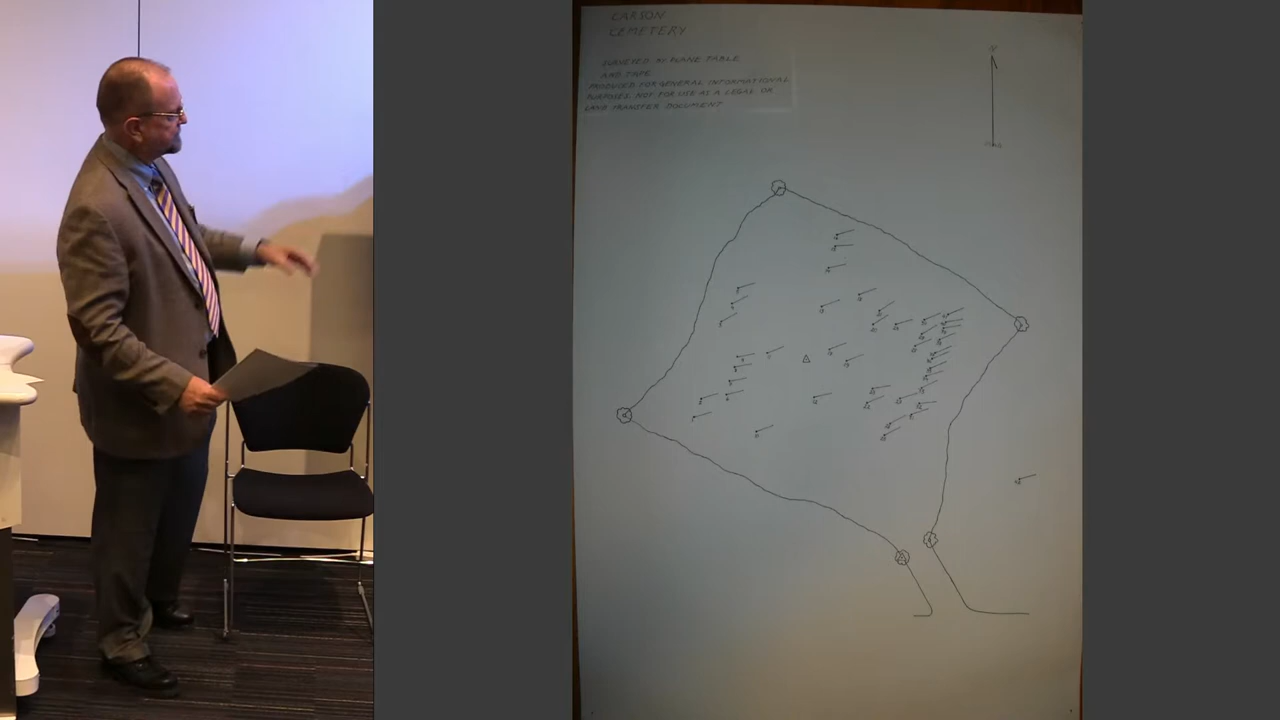 CARSON
CEMETERY
SURVEYED BY PLANE TABLE
AND TAPE
PRODUCED FOR GENERAL INFORMATIONAL
PURPOSES. NOT FOR USE AS A LEGAL OR
LAND TRANSFER DOCUMENT
N